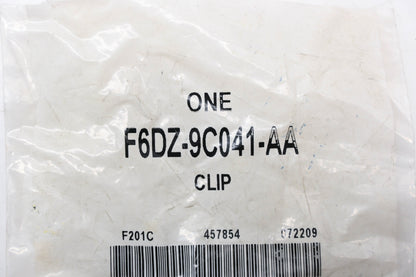 ONE
F6DZ-9C041-AA
CLIP
F201C 457854 072209